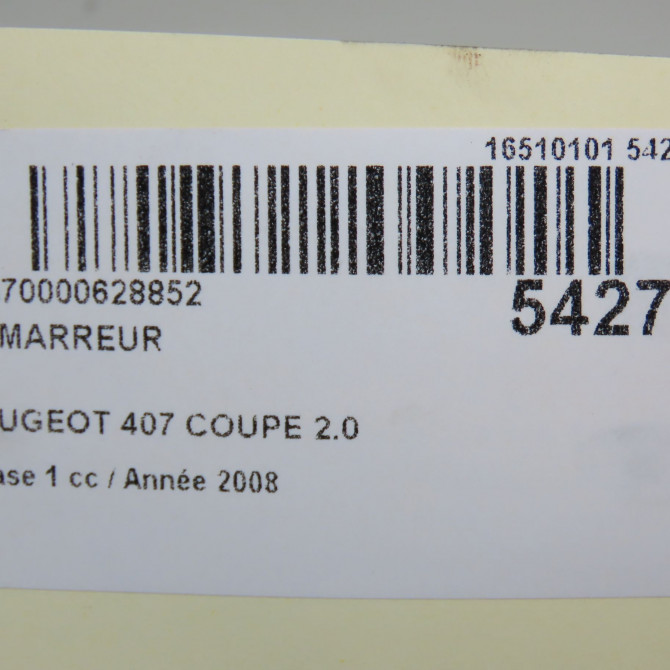 16510101 542
70000628852
5427
MARREUR
UGEOT 407 COUPE 2.0
ase 1 cc / Année 2008